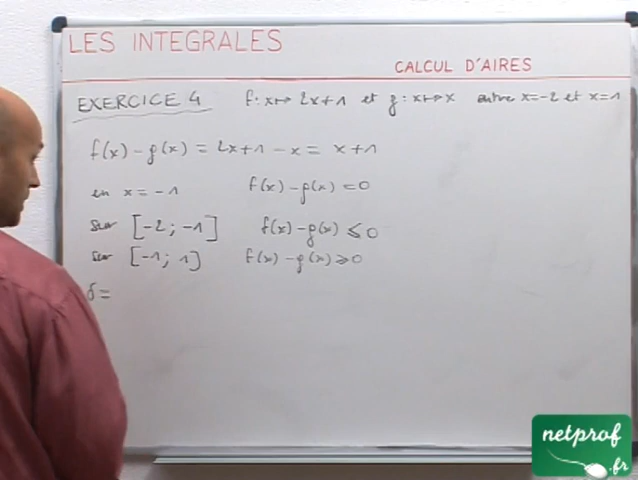 LES INTEGRALES
CALCUL D'AIRES
EXERCICE 4 f: x↦ 2x+1 et g: x↦ x entre x=-2 et x=1
f(x) - g(x) = 2x+1 - x = x+1
en x = -1 f(x) - g(x) = 0
sur [-2; -1] f(x) - g(x) ⩽ 0
sur [-1; 1] f(x) - g(x) ⩾ 0
=
netprof
.fr